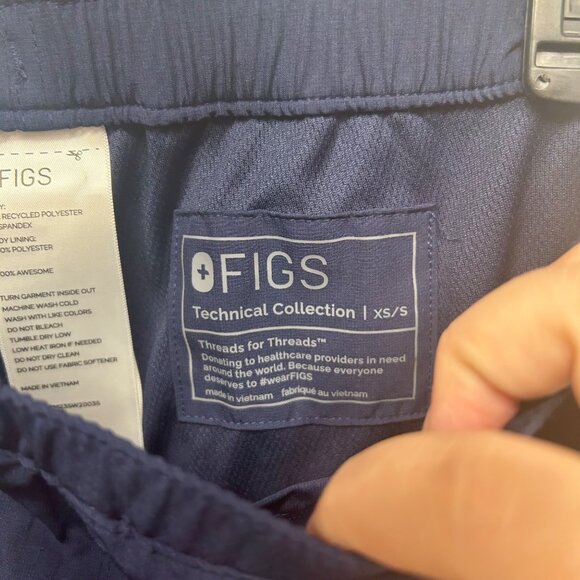 FIGS
RECYCLED POLYESTER
SPANDEX
LINING:
POLYESTER
100% AWESOME
TURN GARMENT INSIDE OUT
MACHINE WASH COLD
WASH WITH LIKE COLORS
DO NOT BLEACH
TUMBLE DRY LOW
LOW HEAT IRON IF NEEDED
DO NOT DRY CLEAN
DO NOT USE FABRIC SOFTENER
MADE IN VIETNAM
FIGS
Technical Collection | XS/S
Threads for Threads™
Donating to healthcare providers in need
around the world. Because everyone
deserves to #wearFIGS
made in vietnam fabriqué au vietnam